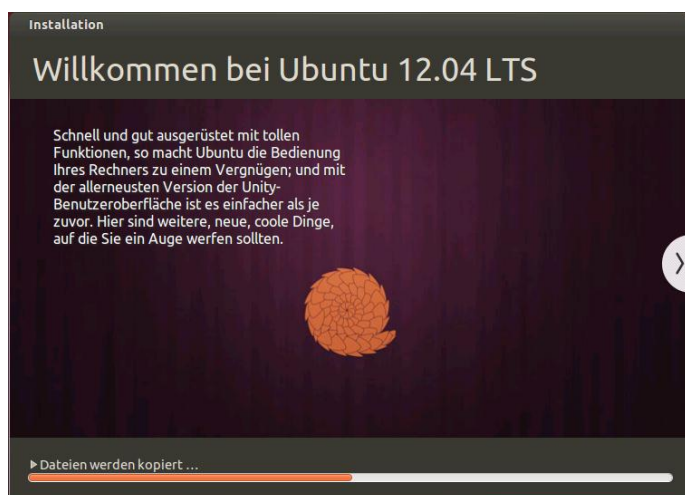 Installation
Willkommen bei Ubuntu 12.04 LTS
Schnell und gut ausgerüstet mit tollen
Funktionen, so macht Ubuntu die Bedienung
Ihres Rechners zu einem Vergnügen; und mit
der allerneusten Version der Unity-
Benutzeroberfläche ist es einfacher als je
zuvor. Hier sind weitere, neue, coole Dinge,
auf die Sie ein Auge werfen sollten.
Dateien werden kopiert …